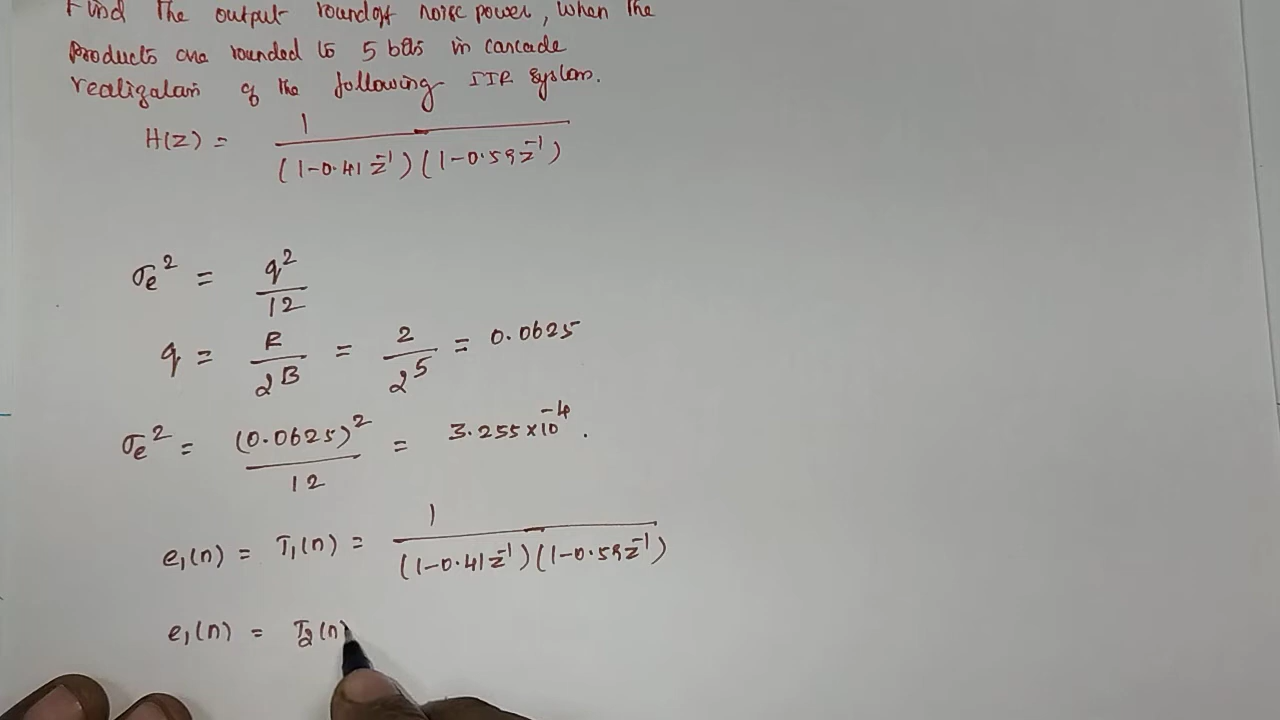 Find the output roundoff noise power, when the
products are rounded to 5 bits in cascade
realization of the following IIR system.
H(z) = 1 / (1-0.41z⁻¹)(1-0.59z⁻¹)
σe² = q²/12
q = R/2^B = 2/2^5 = 0.0625
σe² = (0.0625)²/12 = 3.255×10⁻⁴.
e₁(n) = T₁(n) = 1 / (1-0.41z⁻¹)(1-0.59z⁻¹)
e₁(n) = T₂(n)